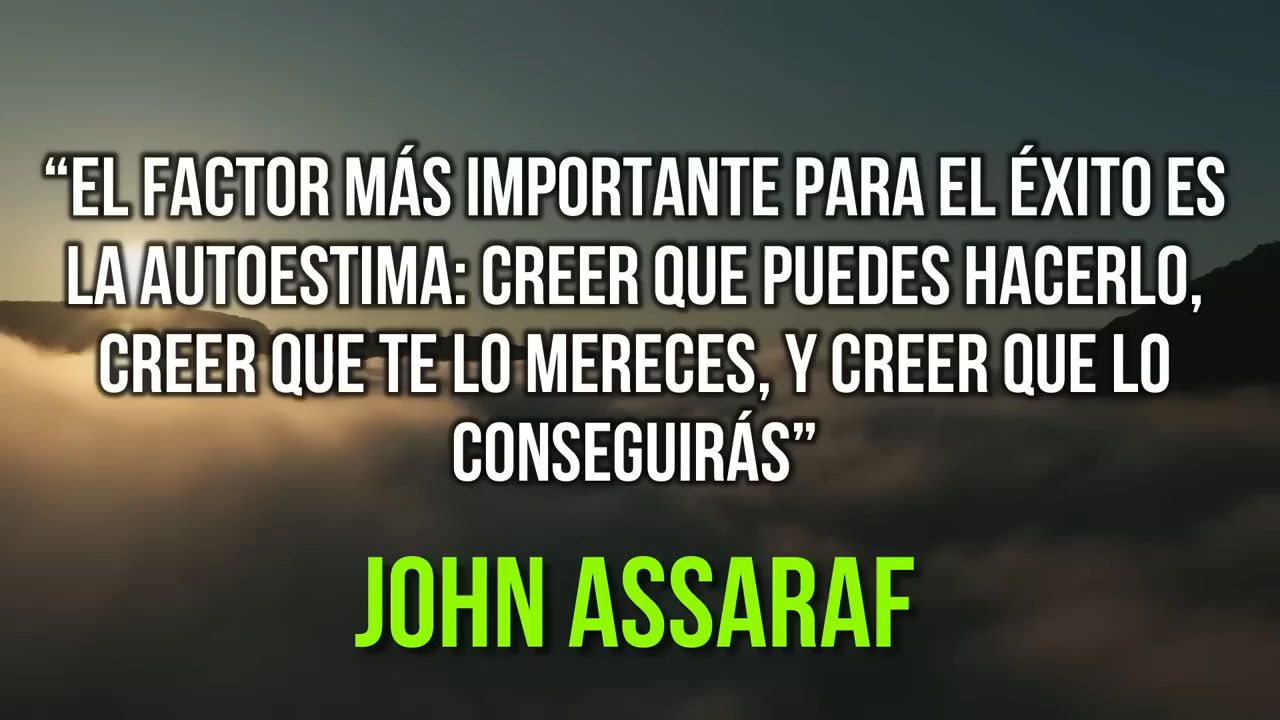 “EL FACTOR MÁS IMPORTANTE PARA EL ÉXITO ES
LA AUTOESTIMA: CREER QUE PUEDES HACERLO,
CREER QUE TE LO MERECES, Y CREER QUE LO
CONSEGUIRÁS”
JOHN ASSARAF